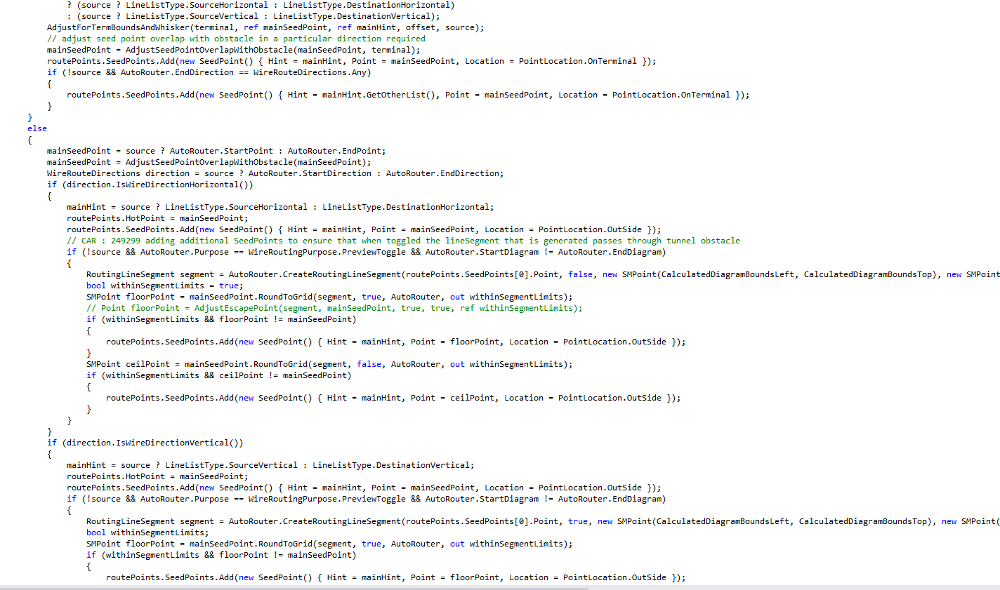 ? (source ? LineListType.SourceHorizontal : LineListType.DestinationHorizontal)
: (source ? LineListType.SourceVertical : LineListType.DestinationVertical);
AdjustForTermBoundsAndWhisker(terminal, ref mainSeedPoint, ref mainHint, offset, source);
// adjust seed point overlap with obstacle in a particular direction required
mainSeedPoint = AdjustSeedPointOverlapWithObstacle(mainSeedPoint, terminal);
routePoints.SeedPoints.Add(new SeedPoint() { Hint = mainHint, Point = mainSeedPoint, Location = PointLocation.OnTerminal });
if (!source && AutoRouter.EndDirection == WireRouteDirections.Any)
{
routePoints.SeedPoints.Add(new SeedPoint() { Hint = mainHint.GetOtherList(), Point = mainSeedPoint, Location = PointLocation.OnTerminal });
}
}
else
{
mainSeedPoint = source ? AutoRouter.StartPoint : AutoRouter.EndPoint;
mainSeedPoint = AdjustSeedPointOverlapWithObstacle(mainSeedPoint);
WireRouteDirections direction = source ? AutoRouter.StartDirection : AutoRouter.EndDirection;
if (direction.IsWireDirectionHorizontal())
{
mainHint = source ? LineListType.SourceHorizontal : LineListType.DestinationHorizontal;
routePoints.HotPoint = mainSeedPoint;
routePoints.SeedPoints.Add(new SeedPoint() { Hint = mainHint, Point = mainSeedPoint, Location = PointLocation.OutSide });
// CAR : 249299 adding additional SeedPoints to ensure that when toggled the lineSegment that is generated passes through tunnel obstacle
if (!source && AutoRouter.Purpose == WireRoutingPurpose.PreviewToggle && AutoRouter.StartDiagram != AutoRouter.EndDiagram)
{
RoutingLineSegment segment = AutoRouter.CreateRoutingLineSegment(routePoints.SeedPoints[0].Point, false, new SMPoint(CalculatedDiagramBoundsLeft, CalculatedDiagramBoundsTop), new SMPoint
bool withinSegmentLimits = true;
SMPoint floorPoint = mainSeedPoint.RoundToGrid(segment, true, AutoRouter, out withinSegmentLimits);
// Point floorPoint = AdjustEscapePoint(segment, mainSeedPoint, true, true, ref withinSegmentLimits);
if (withinSegmentLimits && floorPoint != mainSeedPoint)
{
routePoints.SeedPoints.Add(new SeedPoint() { Hint = mainHint, Point = floorPoint, Location = PointLocation.OutSide });
}
SMPoint ceilPoint = mainSeedPoint.RoundToGrid(segment, false, AutoRouter, out withinSegmentLimits);
if (withinSegmentLimits && ceilPoint != mainSeedPoint)
{
routePoints.SeedPoints.Add(new SeedPoint() { Hint = mainHint, Point = ceilPoint, Location = PointLocation.OutSide });
}
}
}
if (direction.IsWireDirectionVertical())
{
mainHint = source ? LineListType.SourceVertical : LineListType.DestinationVertical;
routePoints.HotPoint = mainSeedPoint;
routePoints.SeedPoints.Add(new SeedPoint() { Hint = mainHint, Point = mainSeedPoint, Location = PointLocation.OutSide });
if (!source && AutoRouter.Purpose == WireRoutingPurpose.PreviewToggle && AutoRouter.StartDiagram != AutoRouter.EndDiagram)
{
RoutingLineSegment segment = AutoRouter.CreateRoutingLineSegment(routePoints.SeedPoints[0].Point, true, new SMPoint(CalculatedDiagramBoundsLeft, CalculatedDiagramBoundsTop), new SMPoint(
bool withinSegmentLimits;
SMPoint floorPoint = mainSeedPoint.RoundToGrid(segment, true, AutoRouter, out withinSegmentLimits);
if (withinSegmentLimits && floorPoint != mainSeedPoint)
{
routePoints.SeedPoints.Add(new SeedPoint() { Hint = mainHint, Point = floorPoint, Location = PointLocation.OutSide });